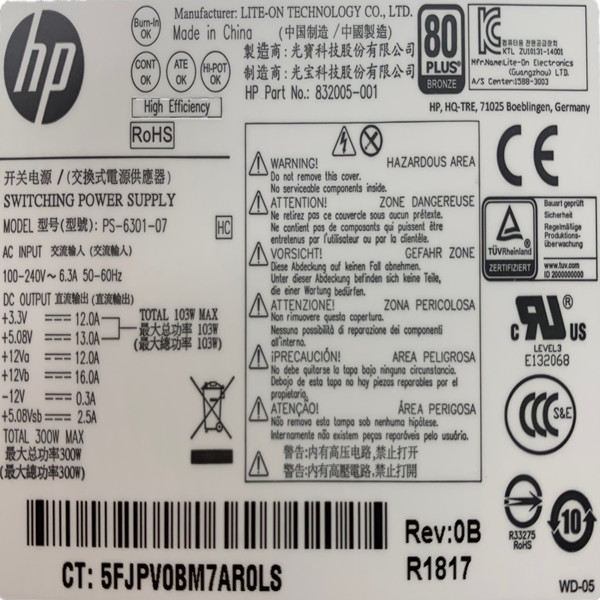 hp
Burn-In OK
CONT OK
ATE OK
HI-POT OK
High Efficiency
RoHS
Manufacturer: LITE-ON TECHNOLOGY CO., LTD.
Made in China (中国制造/中國製造)
製造商: 光寶科技股份有限公司
制造商: 光宝科技股份有限公司
HP Part No.: 832005-001
80 PLUS
BRONZE
컴퓨터용 전원공급장치
KTL ZU10131-14001
Mfr.Name:Lite-On Electronics
(Guangzhou) LTD.
A/S Center:1588-3003
HP, HQ-TRE, 71025 Boeblingen, Germany
开关电源/(交換式電源供應器)
SWITCHING POWER SUPPLY
MODEL 型号(型號): PS-6301-07
HC
AC INPUT 交流输入 (交流輸入)
100-240V~ 6.3A 50-60Hz
DC OUTPUT 直流输出 (直流輸出)
+3.3V 12.0A
+5.08V 13.0A
+12Va 12.0A
+12Vb 16.0A
-12V 0.3A
+5.08Vsb 2.5A
TOTAL 103W MAX
最大总功率 103W
(最大總功率 103W)
TOTAL 300W MAX
最大总功率300W
(最大總功率300W)
WARNING! HAZARDOUS AREA
Do not remove this cover.
No serviceable components inside.
ATTENTION! ZONE DANGEREUSE
Ne retirez pas ce couvercle sous aucun prétexte.
Ne contient pas de composants qui puissent être
entretenus par l'utilisateur ou par la clientele.
VORSICHT! GEFAHR ZONE
Diese Abdeckung auf keinen Fall abnehmen.
Unter dieser Abdeckung befinden sich keine Teile,
die einer Wartung bedürfen.
ATTENZIONE! ZONA PERICOLOSA
Non rimuovere questa copertura.
Nessuna possibilità di riparazione dei componenti
all'interno.
¡PRECAUCIÓN! AREA PELIGROSA
No debe quitarse la tapa bajo ninguna circunstancia.
Debajo de esta tapa no hay piezas reparables por el
propietario.
ATENÇÃO! ÁREA PERIGOSA
Não remova esta tampa sob nenhuma hipótese.
Internamente não existem peças reparáveis pelo usuário.
警告:内有高压电路,禁止打开
警告:內有高壓電路,禁止打開
CE
TÜVRheinland
ZERTIFIZIERT
Bauart geprüft
Sicherheit
Regelmäßige
Produktions-
überwachung
www.tuv.com
ID 2000000000
c RU US
LEVEL3
E132068
CCC S&E
R33275
RoHS
10
CT: 5FJPV0BM7AR0LS
Rev:0B
R1817
WD-05